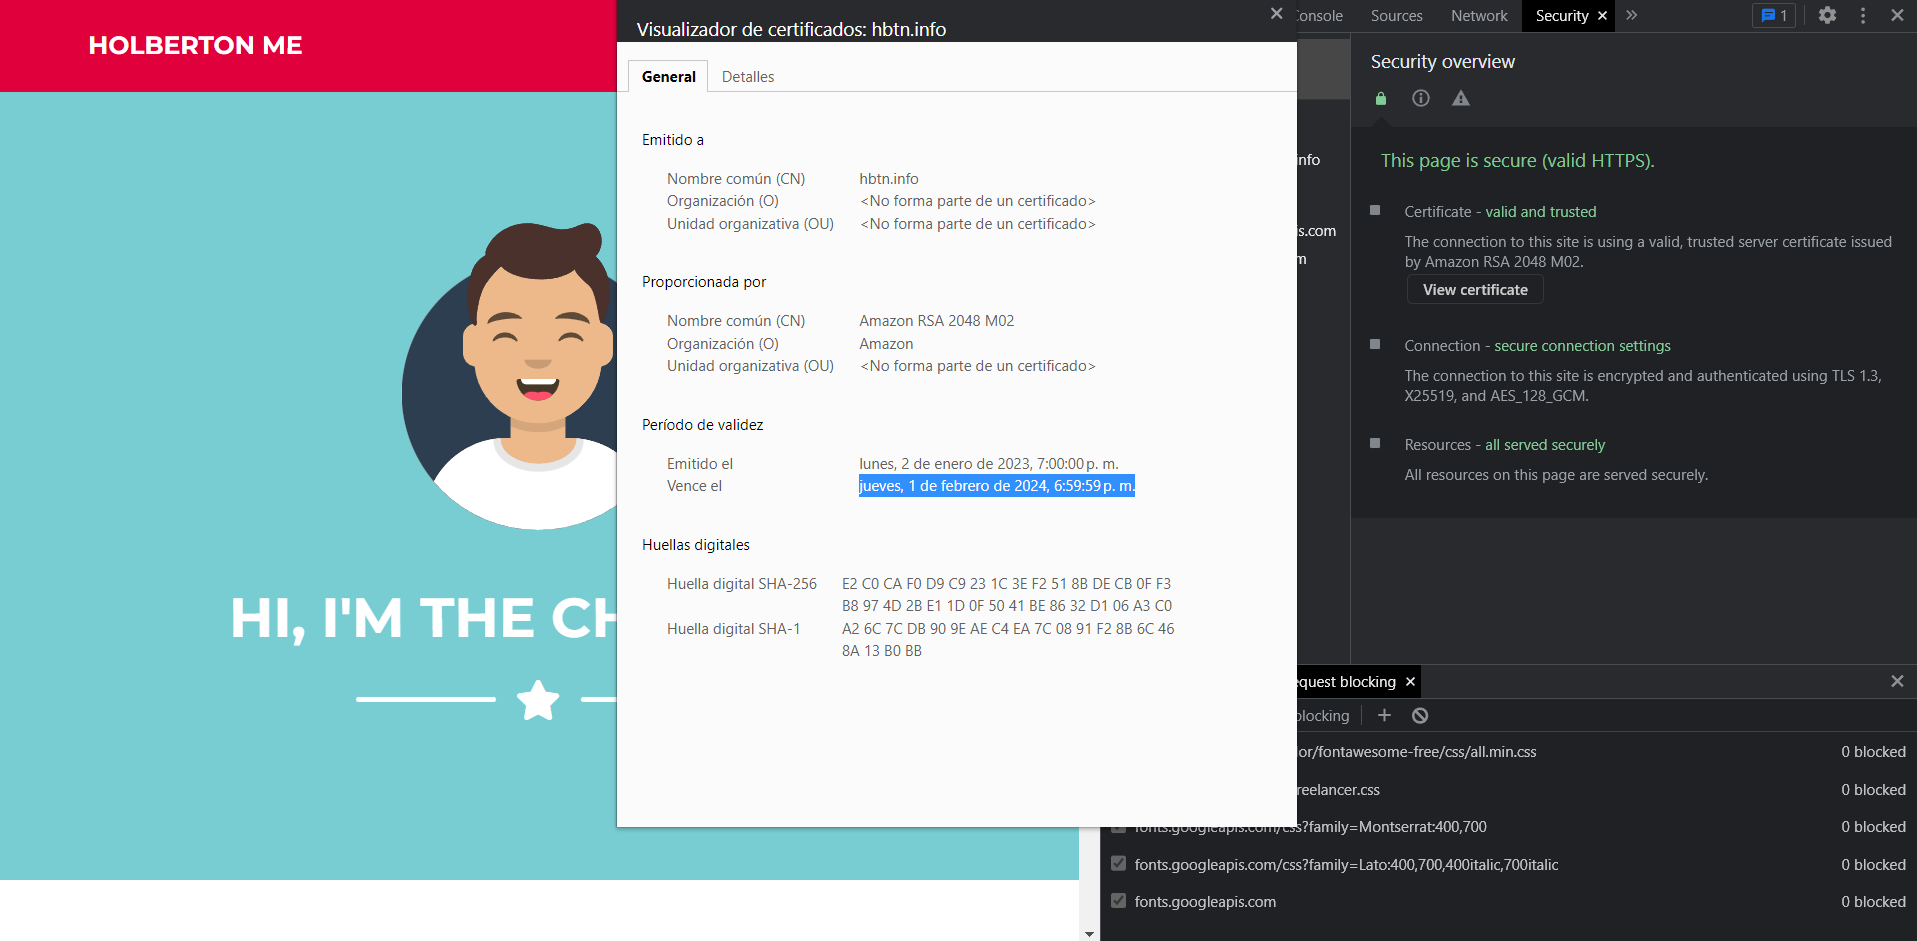 HOLBERTON ME
HI, I'M THE CH
Visualizador de certificados: hbtn.info
General Detalles
Emitido a
Nombre común (CN) hbtn.info
Organización (O) <No forma parte de un certificado>
Unidad organizativa (OU) <No forma parte de un certificado>
Proporcionada por
Nombre común (CN) Amazon RSA 2048 M02
Organización (O) Amazon
Unidad organizativa (OU) <No forma parte de un certificado>
Período de validez
Emitido el lunes, 2 de enero de 2023, 7:00:00 p. m.
Vence el jueves, 1 de febrero de 2024, 6:59:59 p. m.
Huellas digitales
Huella digital SHA-256 E2 C0 CA F0 D9 C9 23 1C 3E F2 51 8B DE CB 0F F3
B8 97 4D 2B E1 1D 0F 50 41 BE 86 32 D1 06 A3 C0
Huella digital SHA-1 A2 6C 7C DB 90 9E AE C4 EA 7C 08 91 F2 8B 6C 46
8A 13 B0 BB
Console Sources Network Security 1
nfo
is.com
m
Security overview
This page is secure (valid HTTPS).
Certificate - valid and trusted
The connection to this site is using a valid, trusted server certificate issued
by Amazon RSA 2048 M02.
View certificate
Connection - secure connection settings
The connection to this site is encrypted and authenticated using TLS 1.3,
X25519, and AES_128_GCM.
Resources - all served securely
All resources on this page are served securely.
equest blocking
blocking
lor/fontawesome-free/css/all.min.css 0 blocked
reelancer.css 0 blocked
fonts.googleapis.com/css?family=Montserrat:400,700 0 blocked
fonts.googleapis.com/css?family=Lato:400,700,400italic,700italic 0 blocked
fonts.googleapis.com 0 blocked